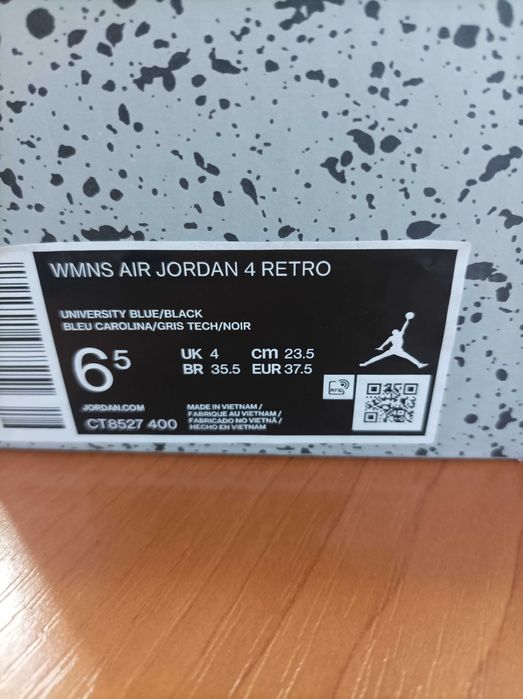 WMNS AIR JORDAN 4 RETRO
UNIVERSITY BLUE/BLACK
BLEU CAROLINA/GRIS TECH/NOIR
6⁵
UK 4 cm 23.5
BR 35.5 EUR 37.5
RFID
JORDAN.COM
CT8527 400
MADE IN VIETNAM /
FABRIQUE AU VIETNAM /
FABRICADO NO VIETNÃ /
HECHO EN VIETNAM